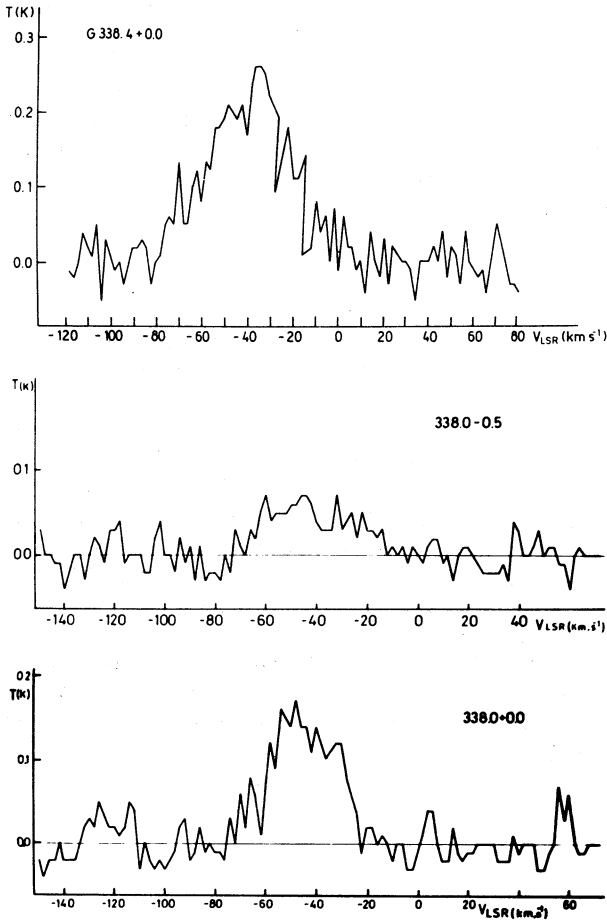 T(K)
G 338.4+0.0
0.3
0.2
0.1
0.0
-120 -100 -80 -60 -40 -20 0 20 40 60 80 VLSR (km s⁻¹)
T(K)
338.0-0.5
0.1
0.0
-140 -120 -100 -80 -60 -40 -20 0 20 40 VLSR (KM.S⁻¹)
0.2
T(K)
338.0+0.0
0.1
0.0
-140 -120 -100 -80 -60 -40 -20 0 20 40 60
VLSR (km.s⁻¹)